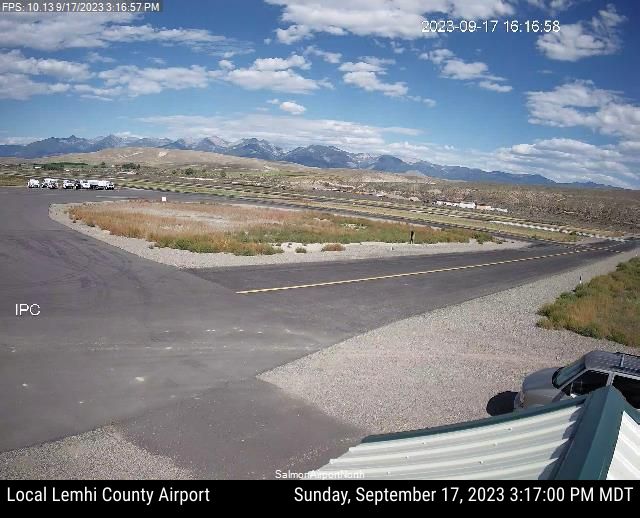 FPS: 10.13 9/17/2023 3:16:57 PM
2023-09-17 16:16:58
IPC
SalmonAirportNorth
Local Lemhi County Airport
Sunday, September 17, 2023 3:17:00 PM MDT